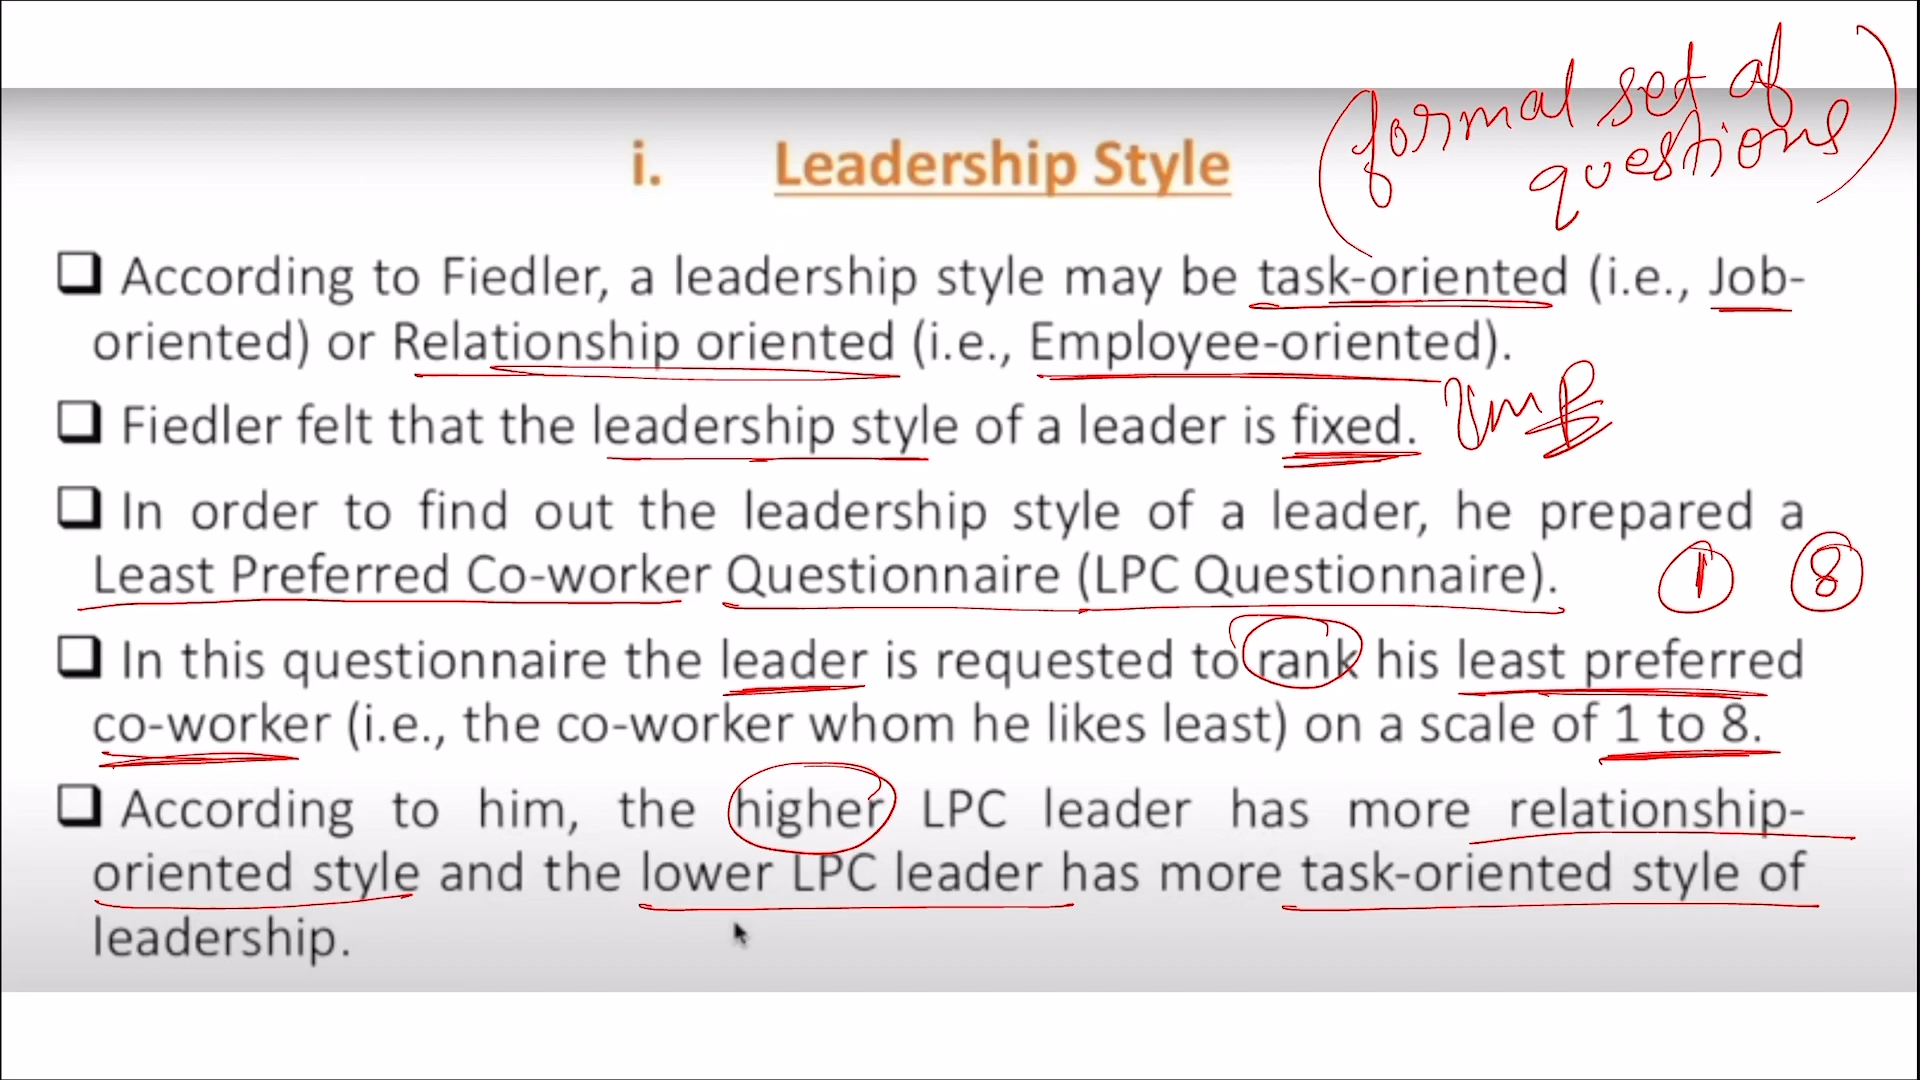 (formal set of
questions)
i. Leadership Style
❑ According to Fiedler, a leadership style may be task-oriented (i.e., Job-
oriented) or Relationship oriented (i.e., Employee-oriented).
❑ Fiedler felt that the leadership style of a leader is fixed. Imp
❑ In order to find out the leadership style of a leader, he prepared a
Least Preferred Co-worker Questionnaire (LPC Questionnaire). 1 8
❑ In this questionnaire the leader is requested to rank his least preferred
co-worker (i.e., the co-worker whom he likes least) on a scale of 1 to 8.
❑ According to him, the higher LPC leader has more relationship-
oriented style and the lower LPC leader has more task-oriented style of
leadership.